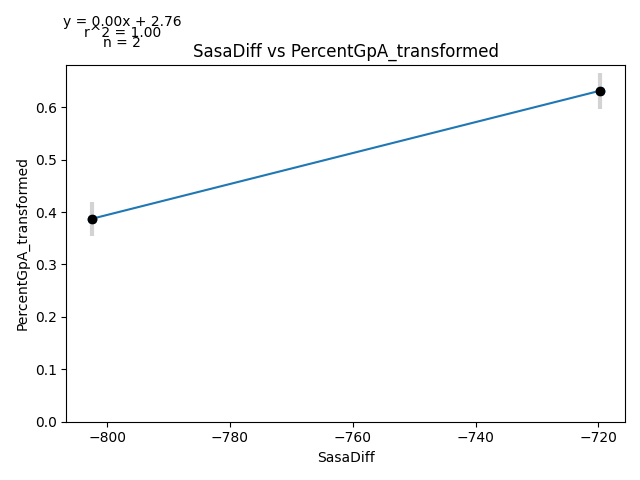 y = 0.00x + 2.76
r^2 = 1.00
n = 2
SasaDiff vs PercentGpA_transformed
PercentGpA_transformed
0.6
0.5
0.4
0.3
0.2
0.1
0.0
−800
−780
−760
−740
−720
SasaDiff